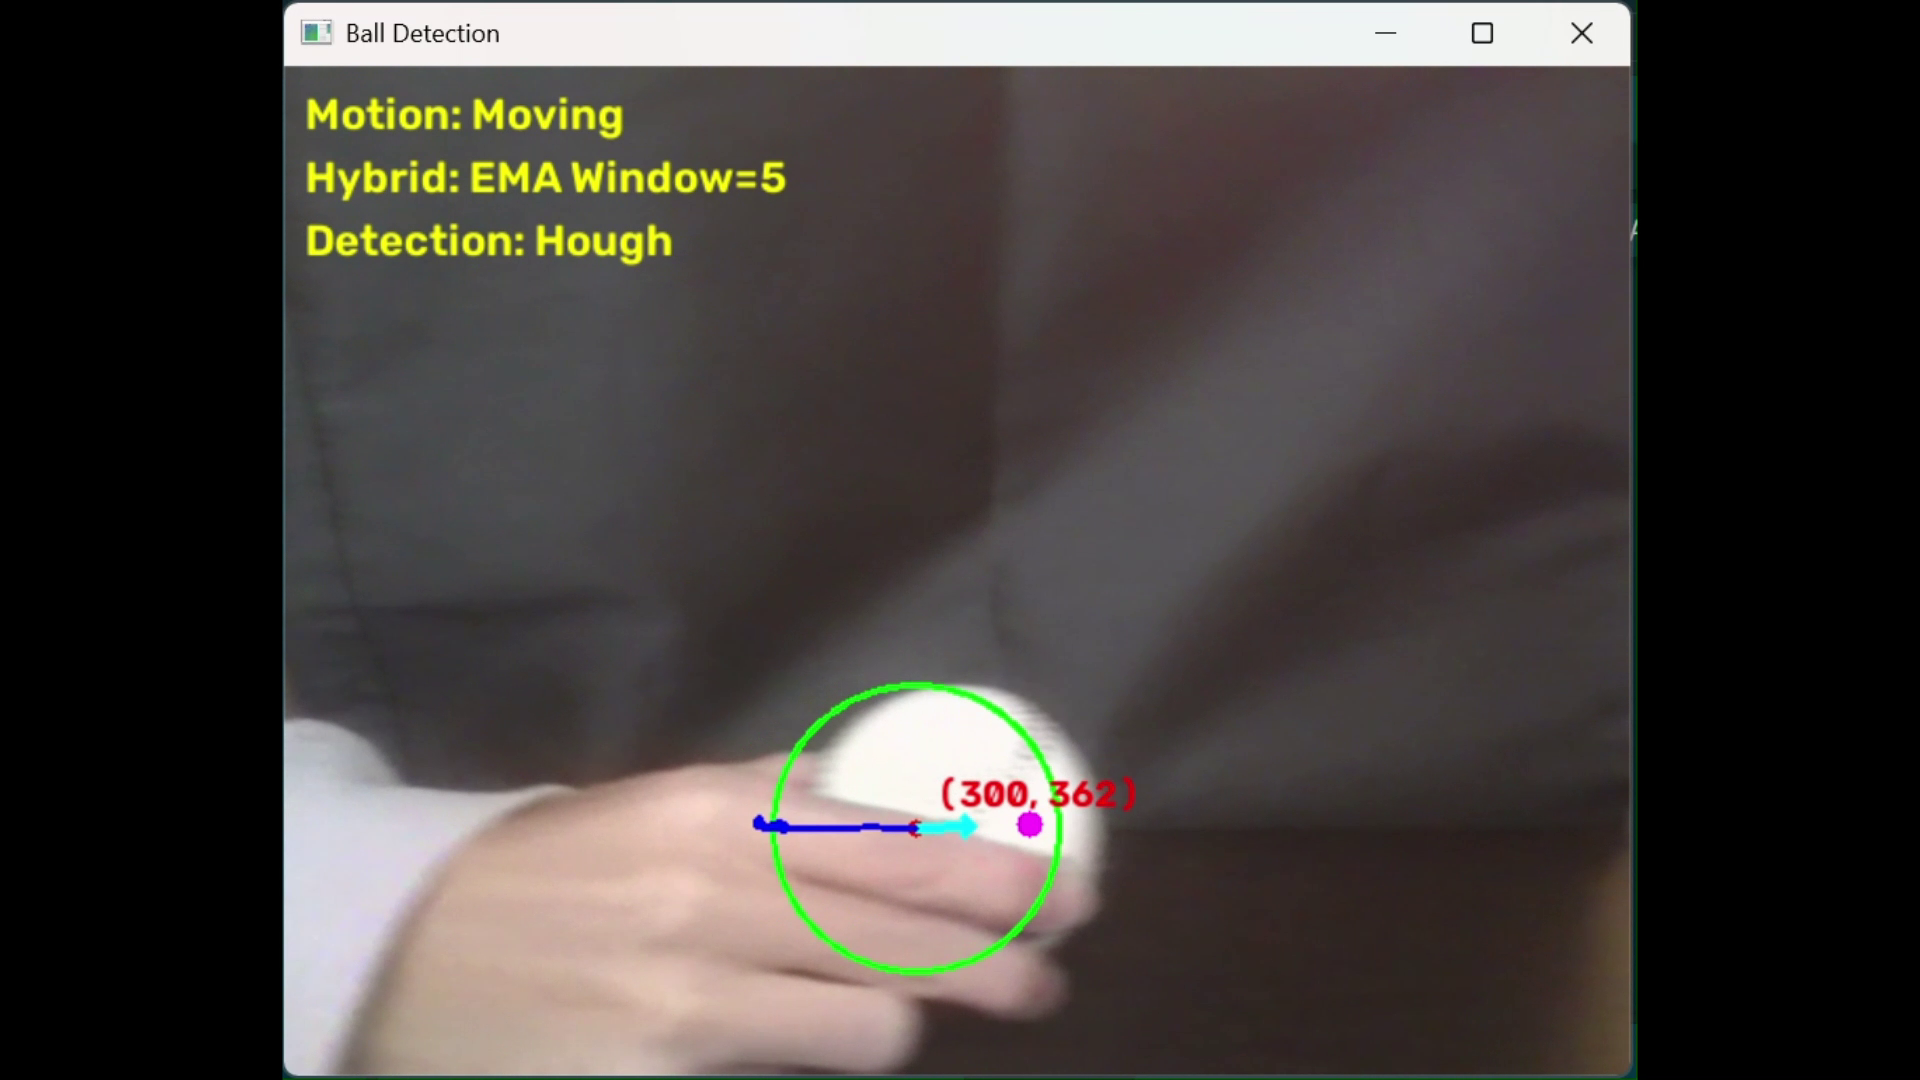 Ball Detection
Motion: Moving
Hybrid: EMA Window=5
Detection: Hough
(300, 362)